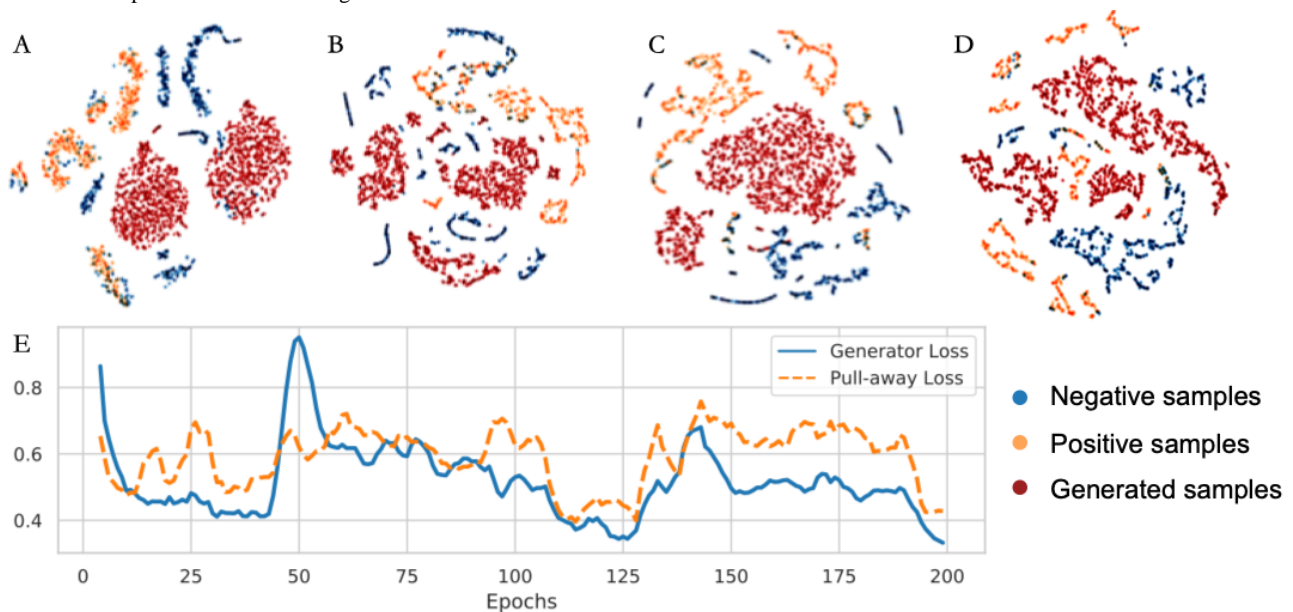 A
B
C
D
E
Generator Loss
Pull-away Loss
0.8
0.6
0.4
0
25
50
75
100
125
150
175
200
Epochs
Negative samples
Positive samples
Generated samples